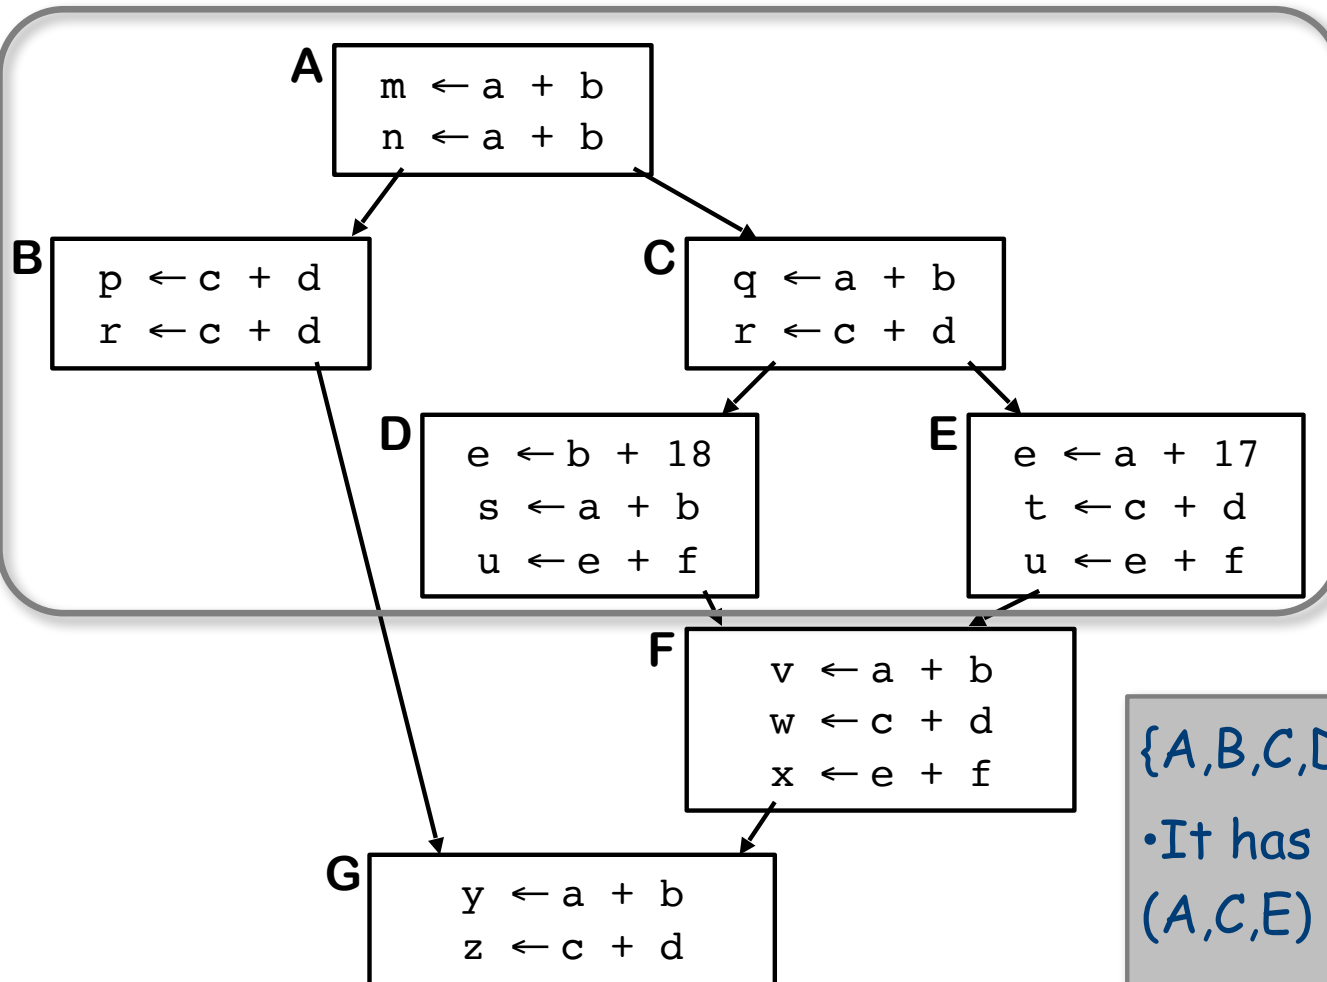 A
m ← a + b
n ← a + b
B
p ← c + d
r ← c + d
C
q ← a + b
r ← c + d
D
e ← b + 18
s ← a + b
u ← e + f
E
e ← a + 17
t ← c + d
u ← e + f
F
v ← a + b
w ← c + d
x ← e + f
G
y ← a + b
z ← c + d
{A,B,C,D
•It has
(A,C,E)